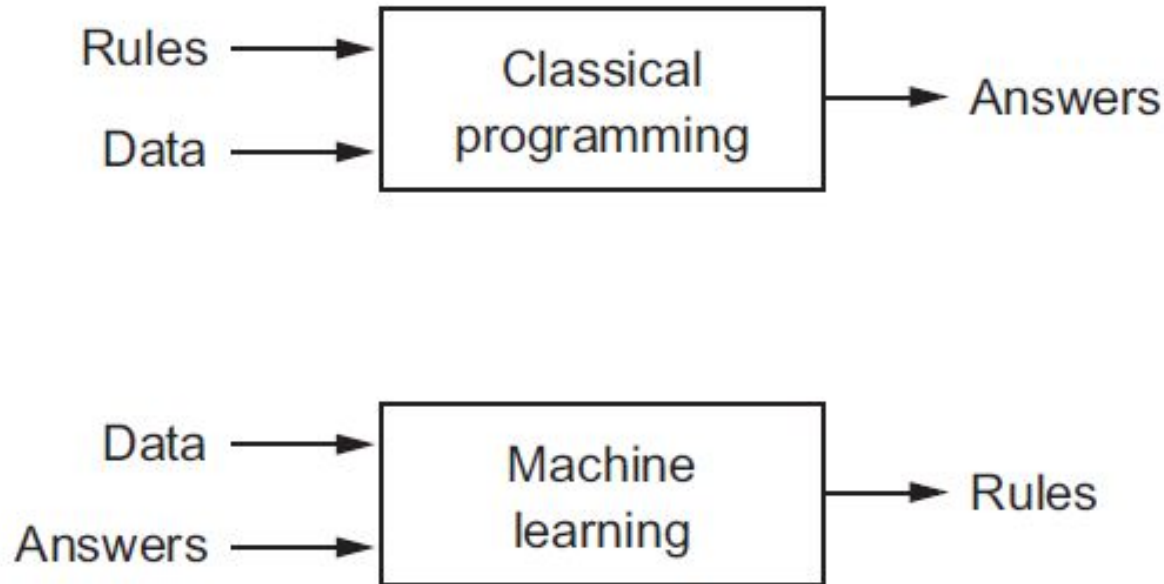 Rules
Data
Classical
programming
Answers
Data
Answers
Machine
learning
Rules